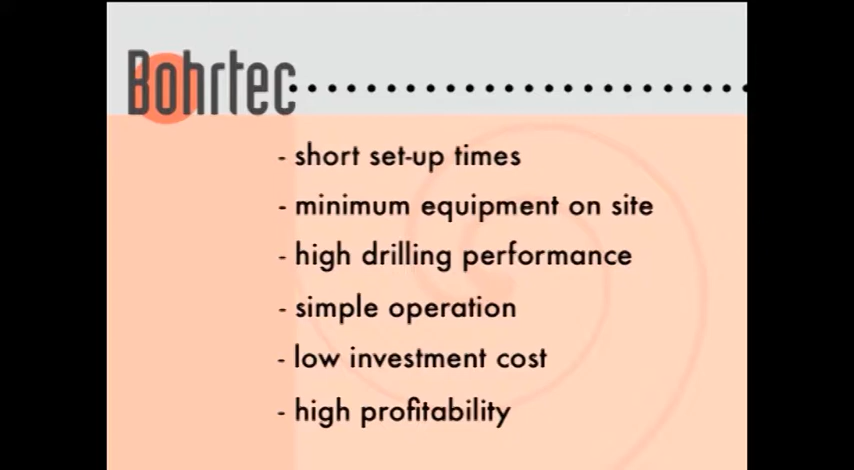 Bohrtec
- short set-up times
- minimum equipment on site
- high drilling performance
- simple operation
- low investment cost
- high profitability